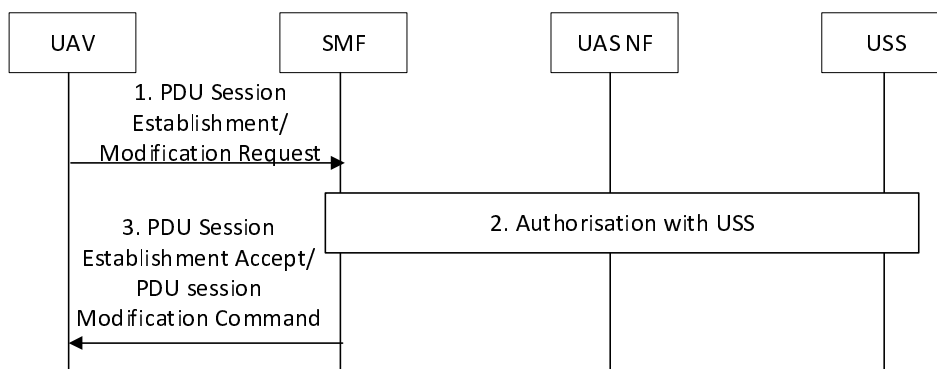 UAV
SMF
UAS NF
USS
1. PDU Session
Establishment/
Modification Request
2. Authorisation with USS
3. PDU Session
Establishment Accept/
PDU session
Modification Command